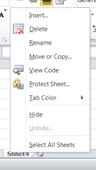 Insert...
Delete
Rename
Move or Copy...
View Code
Protect Sheet...
Tab Color
Hide
Unhide...
Select All Sheets
Sheet4